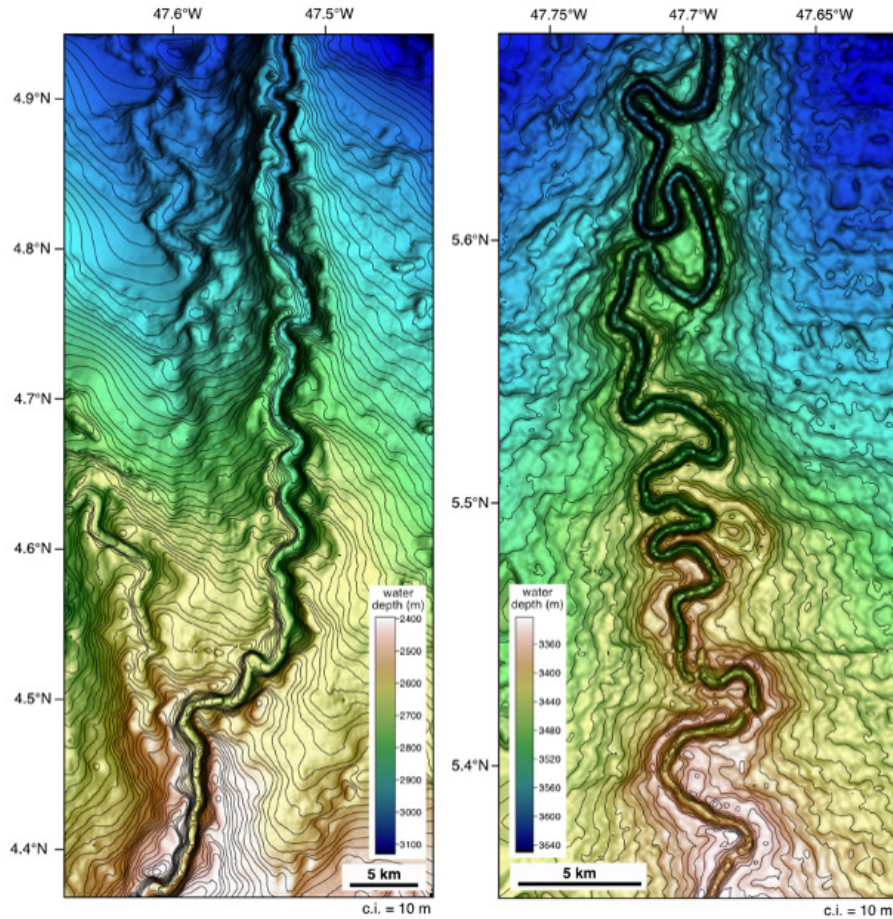 47.6°W 47.5°W
4.9°N
4.8°N
4.7°N
4.6°N
4.5°N
4.4°N
water
depth (m)
2400
2500
2600
2700
2800
2900
3000
3100
5 km
c.i. = 10 m
47.75°W 47.7°W 47.65°W
5.6°N
5.5°N
5.4°N
water
depth (m)
3360
3400
3440
3480
3520
3560
3600
3640
5 km
c.i. = 10 m